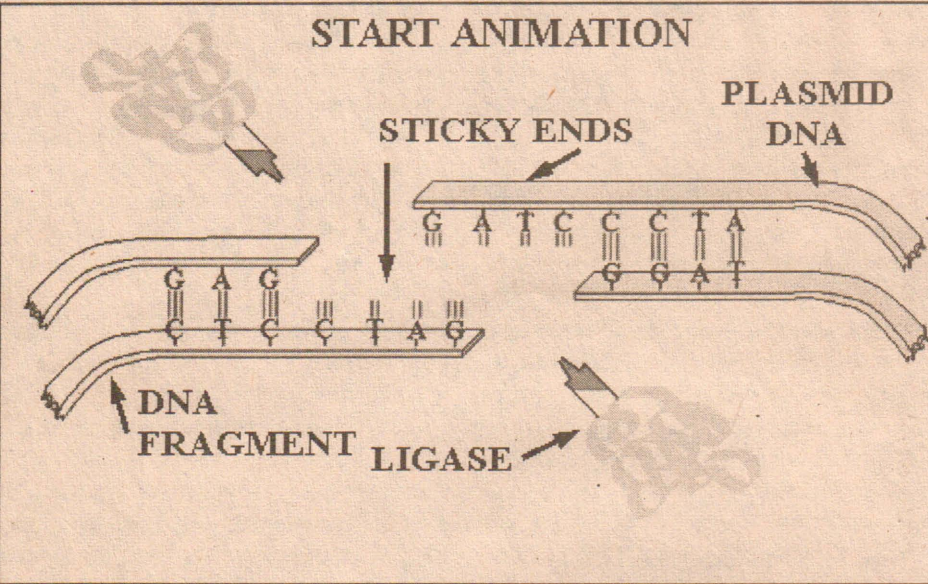 START ANIMATION
PLASMID
DNA
STICKY ENDS
G A T C C C T A
G G A T
G A G
C T C C T A G
DNA
FRAGMENT
LIGASE